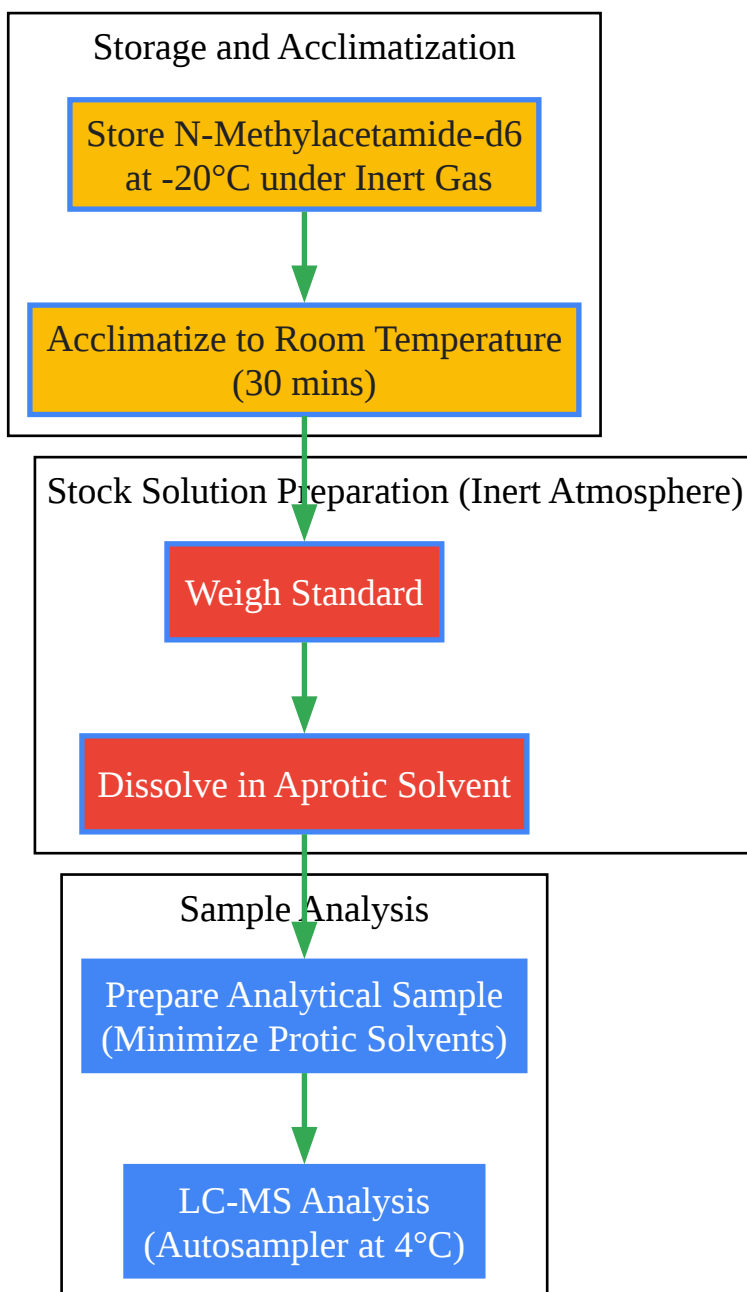 Storage and Acclimatization
Store N-Methylacetamide-d6
at -20°C under Inert Gas
Acclimatize to Room Temperature
(30 mins)
Stock Solution Preparation (Inert Atmosphere)
Weigh Standard
Dissolve in Aprotic Solvent
Sample Analysis
Prepare Analytical Sample
(Minimize Protic Solvents)
LC-MS Analysis
(Autosampler at 4°C)